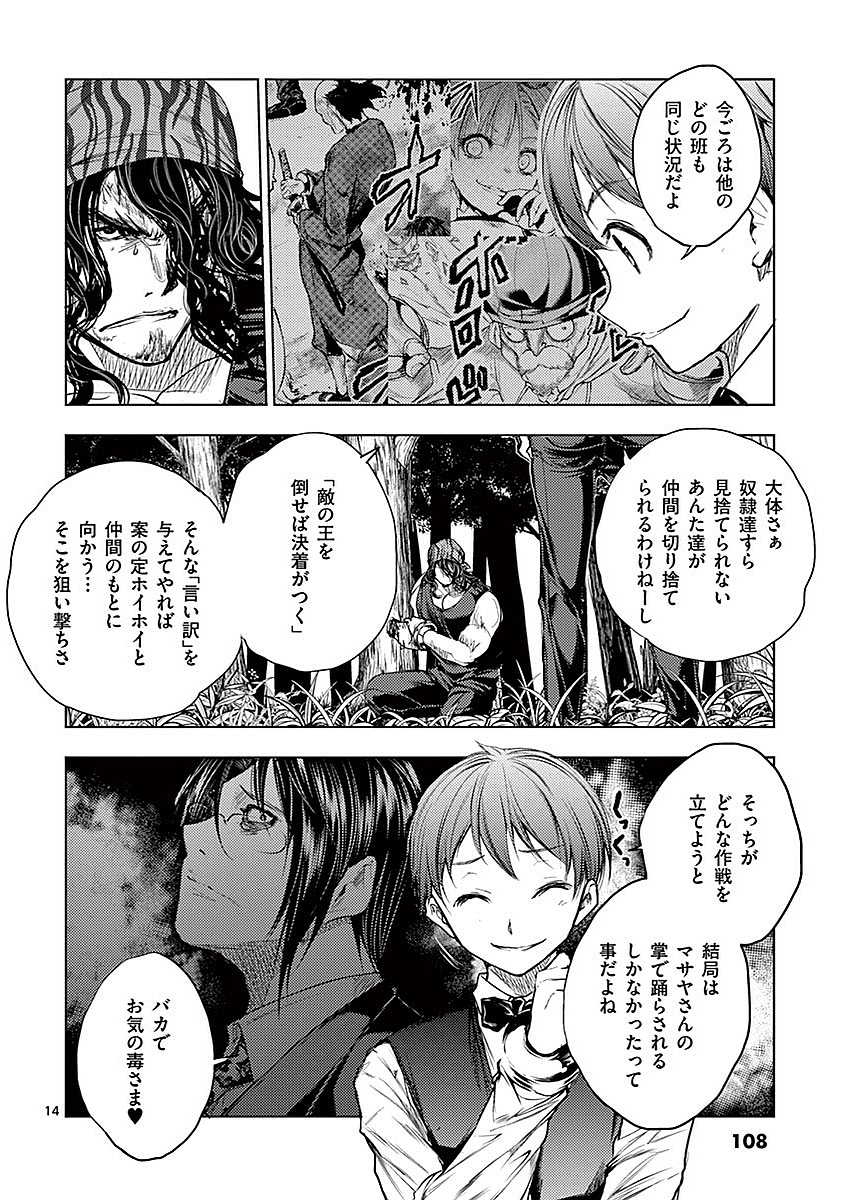 今ごろは他の
どの班も
同じ状況だよ
オオ
ボロロ
大体さぁ
奴隷達すら
見捨てられない
あんた達が
仲間を切り捨て
られるわけねーし
「敵の王を
倒せば決着がつく」
そんな「言い訳」を
与えてやれば
案の定ホイホイと
仲間のもとに
向かう…
そこを狙い撃ちさ
そっちが
どんな作戦を
立てようと
くっくっ
結局は
マサヤさんの
掌で踊らされる
しかなかったって
事だよね
バカで
お気の毒さま♥
14
108